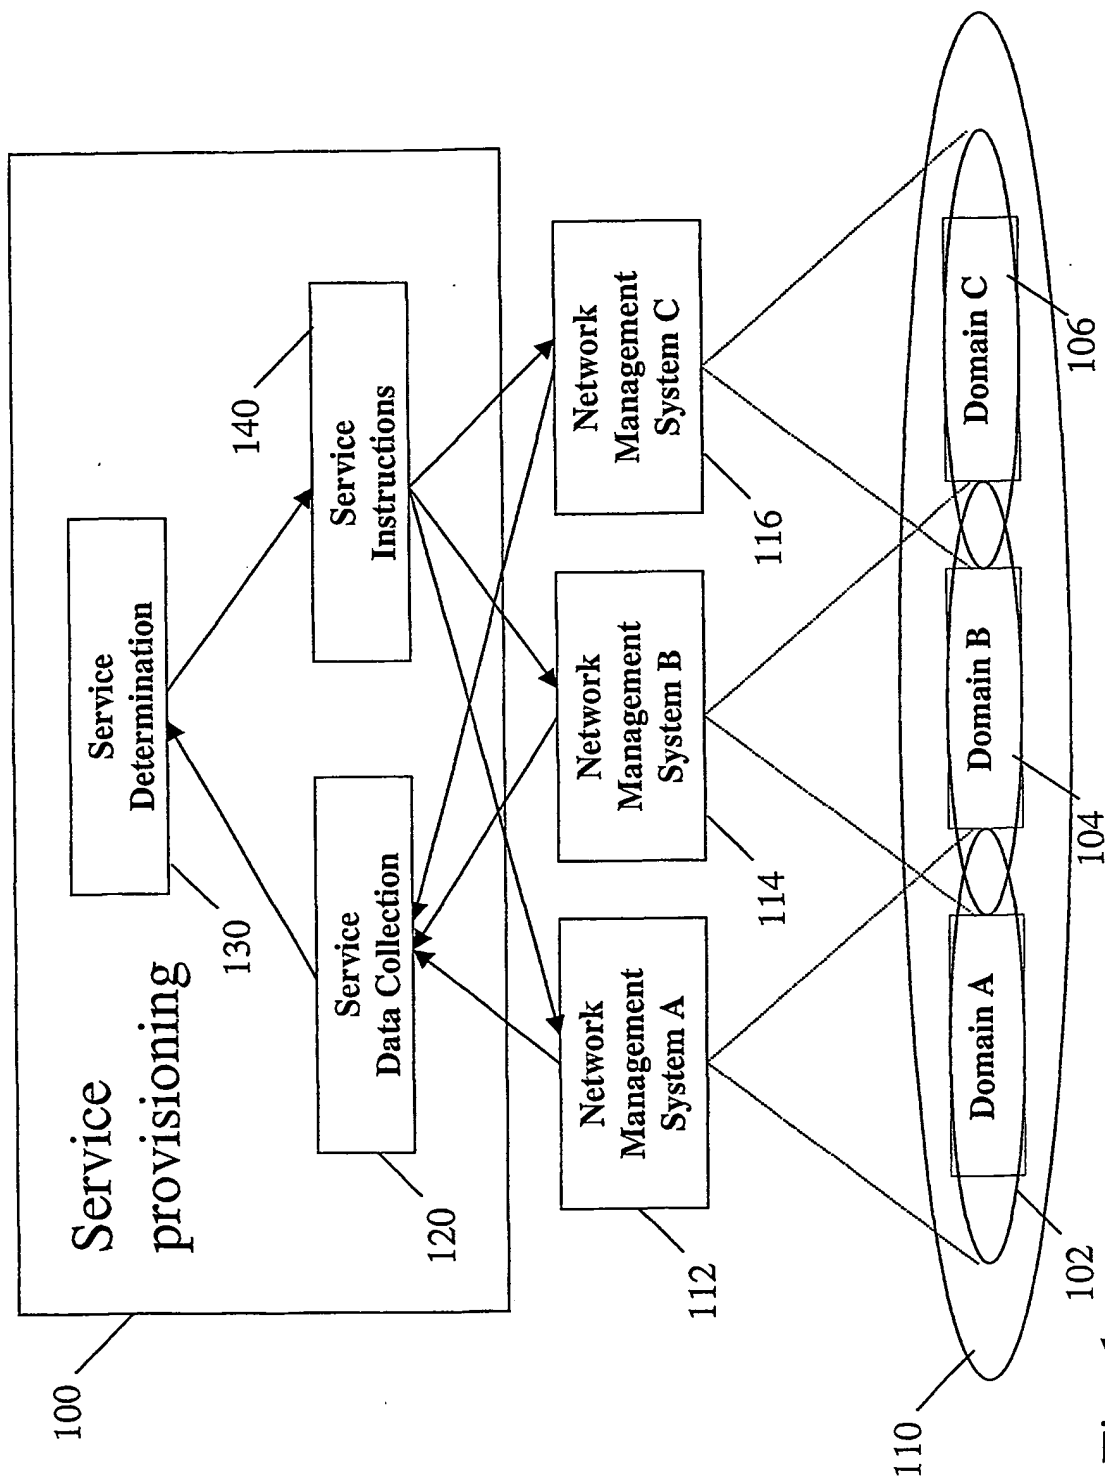 100
Service
provisioning
130
Service
Determination
140
120
Service
Data Collection
Service
Instructions
112
Network
Management
System A
114
Network
Management
System B
116
Network
Management
System C
110
102
Domain A
104
Domain B
106
Domain C